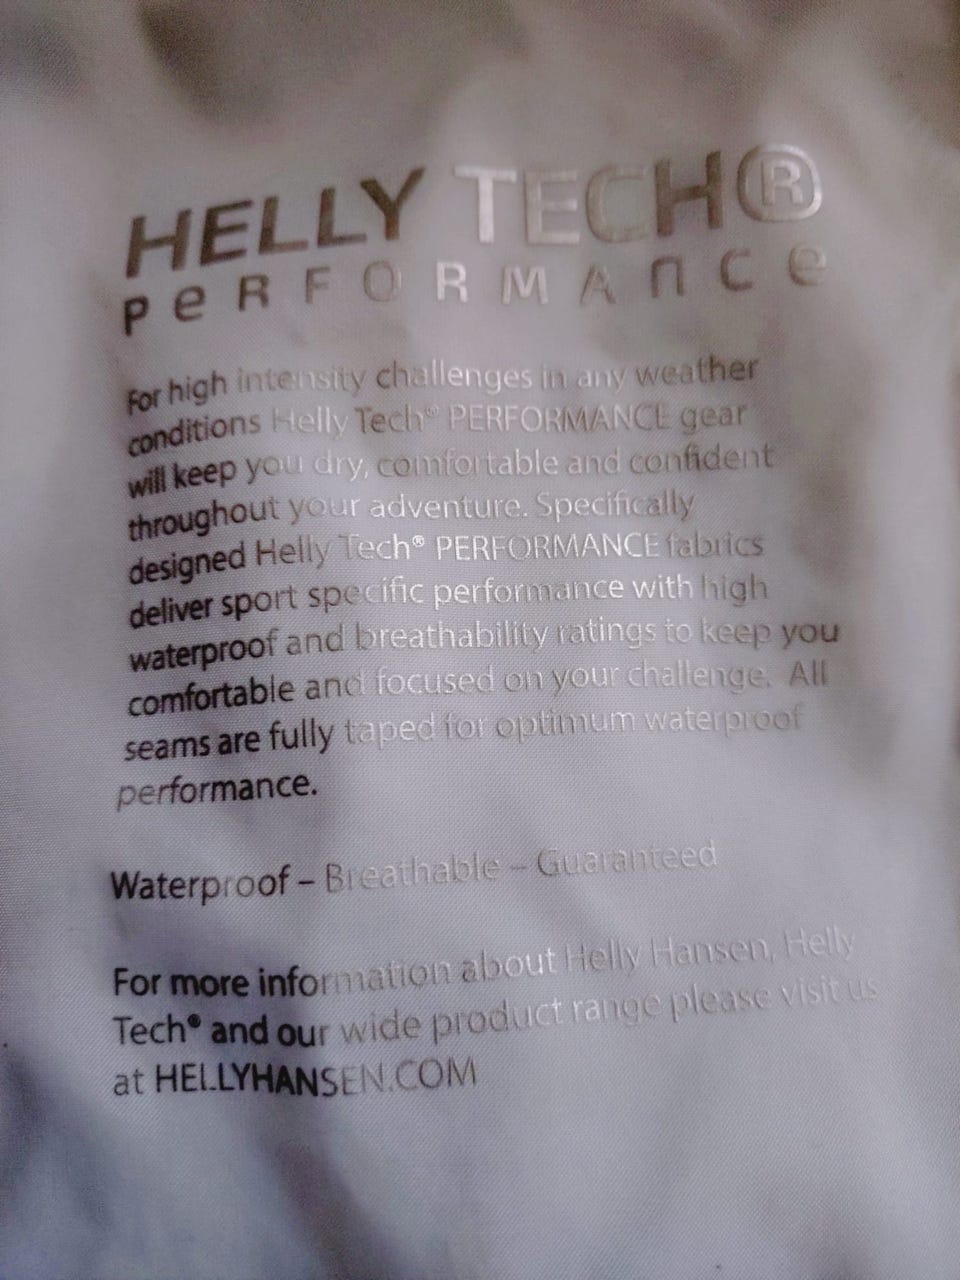 HELLY TECH®
PeRFORMAnce
For high intensity challenges in any weather
conditions Helly Tech® PERFORMANCE gear
will keep you dry, comfortable and confident
throughout your adventure. Specifically
designed Helly Tech® PERFORMANCE fabrics
deliver sport specific performance with high
waterproof and breathability ratings to keep you
comfortable and focused on your challenge. All
seams are fully taped for optimum waterproof
performance.
Waterproof – Breathable – Guaranteed
For more information about Helly Hansen, Helly
Tech® and our wide product range please visit us
at HELLYHANSEN.COM